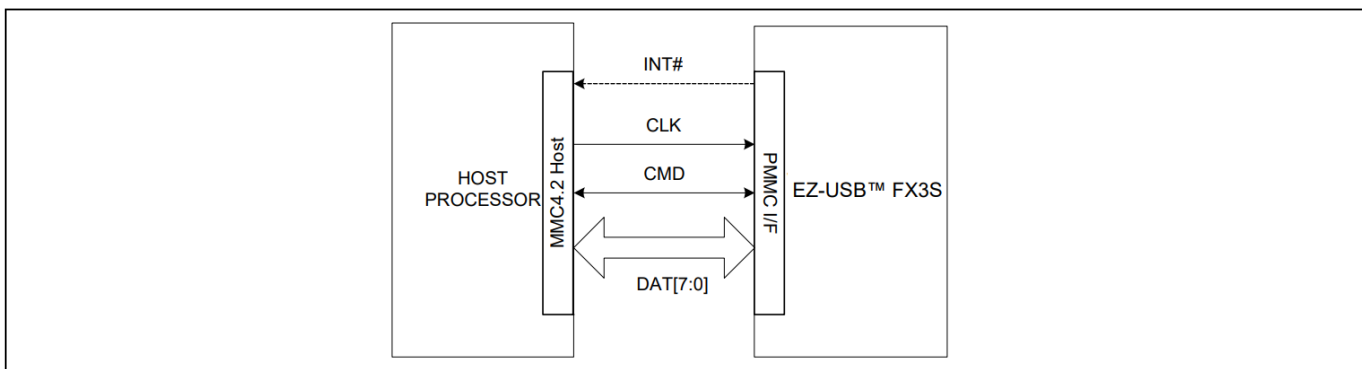 INT#
CLK
CMD
DAT[7:0]
HOST
PROCESSOR
MMC4.2 Host
PMMC I/F
EZ-USB™ FX3S